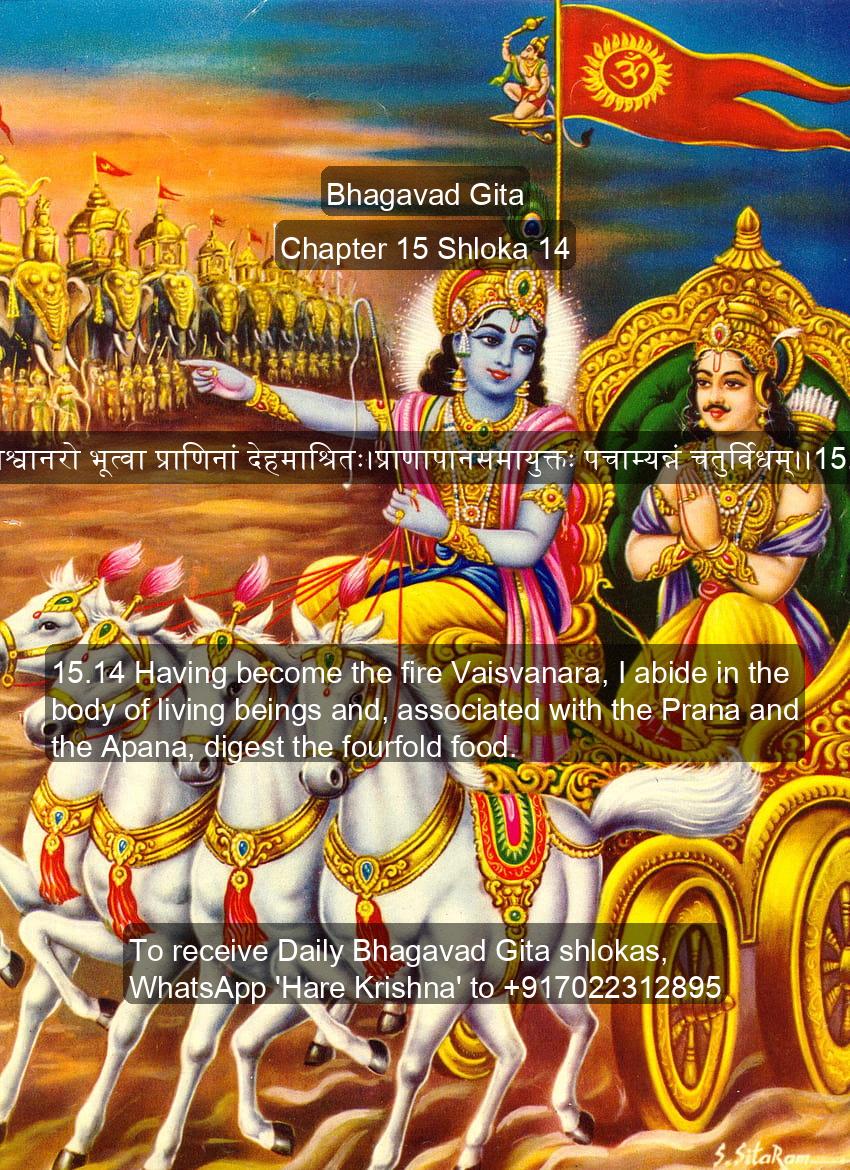 ॐ
Bhagavad Gita
Chapter 15 Shloka 14
भूत्वा प्राणिनां देहमाश्रितः।प्राणापानसमायुक्तः पचाम्यन्नं चतुर्विधम्।।15.
15.14 Having become the fire Vaisvanara, I abide in the
body of living beings and, associated with the Prana and
the Apana, digest the fourfold food.
To receive Daily Bhagavad Gita shlokas,
WhatsApp 'Hare Krishna' to +917022312895
S. SitaRam